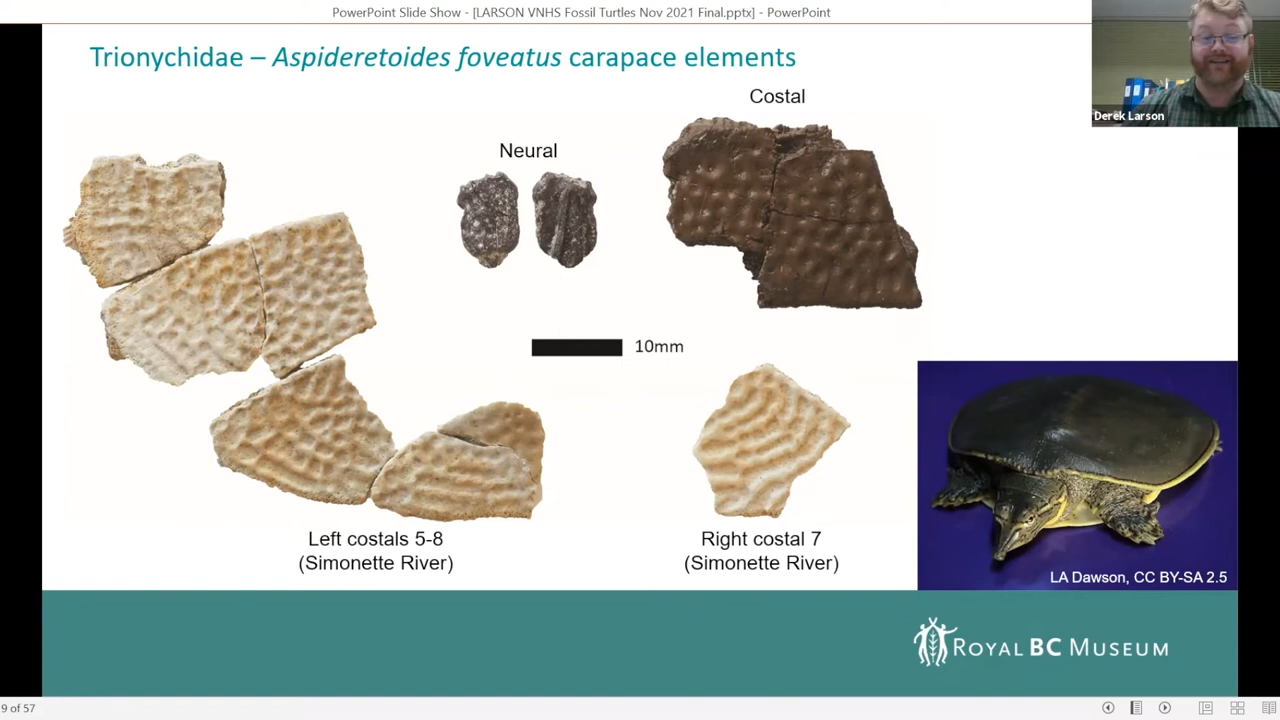 PowerPoint Slide Show - [LARSON VNHS Fossil Turtles Nov 2021 Final.pptx] - PowerPoint
Trionychidae – Aspideretoides foveatus carapace elements
Derek Larson
Costal
Neural
10mm
Left costals 5-8
(Simonette River)
Right costal 7
(Simonette River)
LA Dawson, CC BY-SA 2.5
ROYAL BC MUSEUM
9 of 57